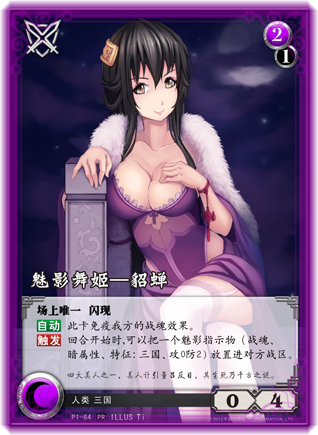 2
1
魅影舞姬—貂蝉
场上唯一 闪现
自动 此卡免疫我方的战魂效果。
触发 回合开始时,可以把一个魅影指示物(战魂、
暗属性、特征:三国、攻0防2)放置进对方战区。
四大美人之一，美人计引董吕反目，其生死乃千古之谜。
人类 三国
0 4
P1-64 PR ILLUS Ti